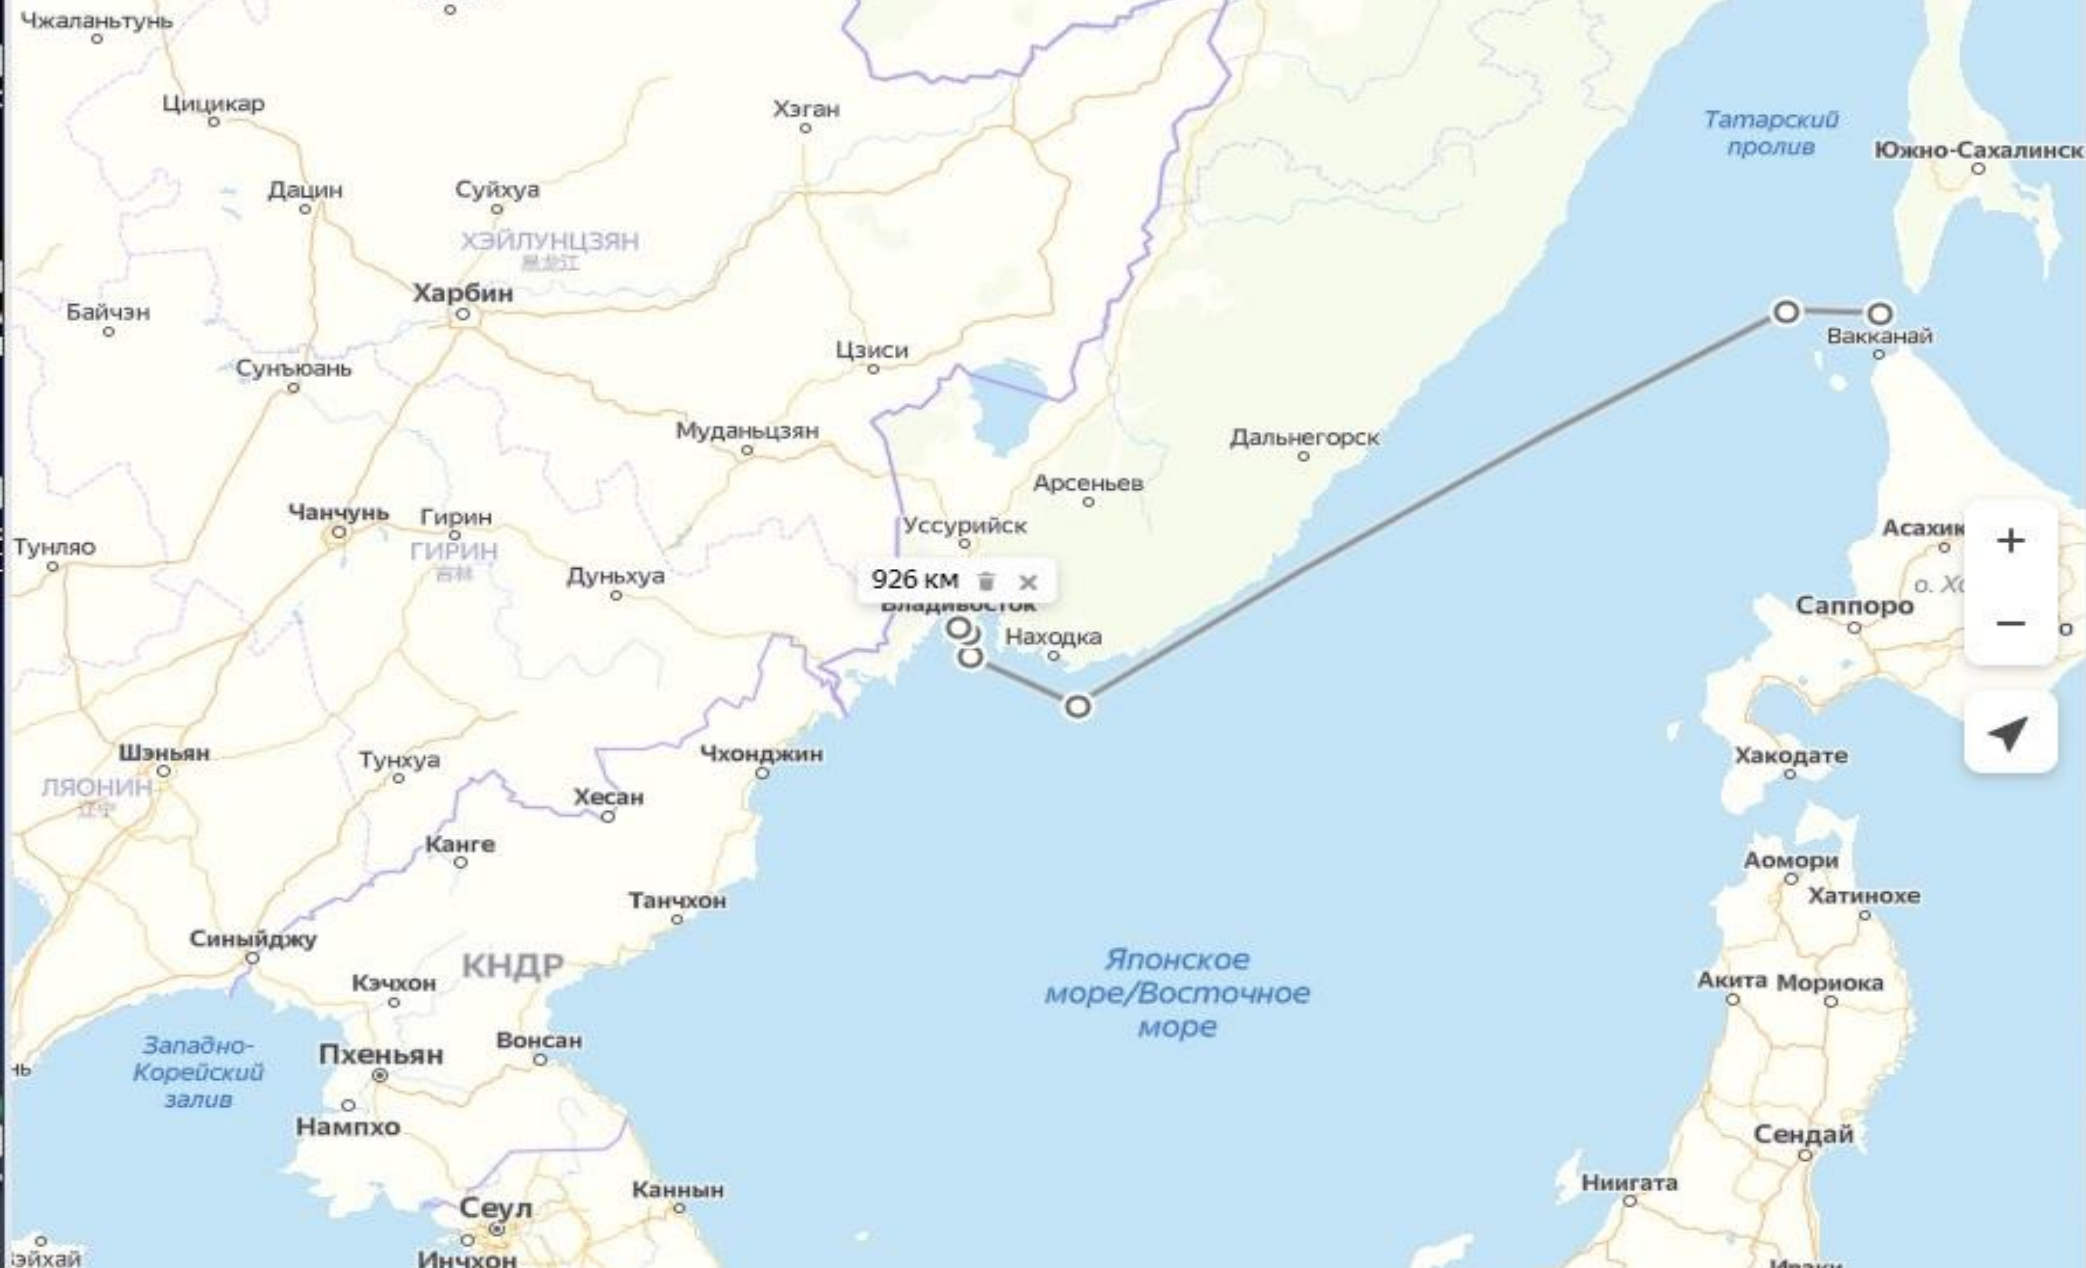 Чжаланьтунь
Цицикар
Хэган
Татарский
пролив
Южно-Сахалинск
Дацин
Суйхуа
ХЭЙЛУНЦЗЯН
黑龙江
Харбин
Байчэн
Вакканай
Цзиси
Сунъюань
Муданьцзян
Дальнегорск
Арсеньев
Чанчунь
Гирин
ГИРИН
吉林
Уссурийск
Асахик
Тунляо
Дуньхуа
926 км
о. Хо
Владивосток
Саппоро
Находка
Шэньян
ЛЯОНИН
辽宁
Тунхуа
Чхонджин
Хакодате
Хесан
Канге
Аомори
Хатинохе
Танчхон
Синыйджу
КНДР
Кэчхон
Японское
море/Восточное
море
Акита Мориока
Западно-
Корейский
залив
Пхеньян
Вонсан
нь
Нампхо
Сендай
Ниигата
Каннын
Сеул
эйхай
Инчхон